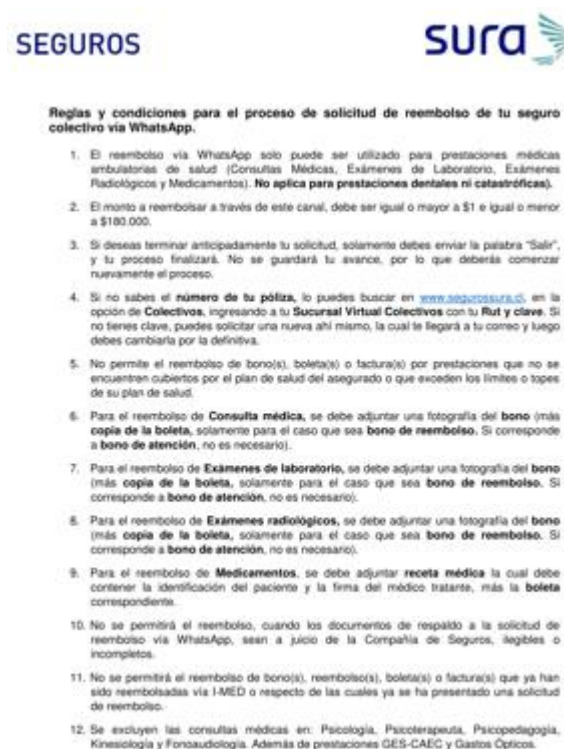 SEGUROS
sura
Reglas y condiciones para el proceso de solicitud de reembolso de tu seguro
colectivo vía WhatsApp.
1. El reembolso vía WhatsApp solo puede ser utilizado para prestaciones médicas
ambulatorias de salud (Consultas Médicas, Exámenes de Laboratorio, Exámenes
Radiológicos y Medicamentos). No aplica para prestaciones dentales ni catastróficas).
2. El monto a reembolsar a través de este canal, debe ser igual o mayor a $1 e igual o menor
a $180.000.
3. Si deseas terminar anticipadamente tu solicitud, solamente debes enviar la palabra "Salir",
y tu proceso finalizará. No se guardará tu avance, por lo que deberás comenzar
nuevamente el proceso.
4. Si no sabes el número de tu póliza, lo puedes buscar en www.segurossura.cl, en la
opción de Colectivos, ingresando a tu Sucursal Virtual Colectivos con tu Rut y clave. Si
no tienes clave, puedes solicitar una nueva ahí mismo, la cual te llegará a tu correo y luego
debes cambiarla por la definitiva.
5. No permite el reembolso de bono(s), boleta(s) o factura(s) por prestaciones que no se
encuentren cubiertos por el plan de salud del asegurado o que exceden los límites o topes
de su plan de salud.
6. Para el reembolso de Consulta médica, se debe adjuntar una fotografía del bono (más
copia de la boleta, solamente para el caso que sea bono de reembolso. Si corresponde
a bono de atención, no es necesario).
7. Para el reembolso de Exámenes de laboratorio, se debe adjuntar una fotografía del bono
(más copia de la boleta, solamente para el caso que sea bono de reembolso. Si
corresponde a bono de atención, no es necesario).
8. Para el reembolso de Exámenes radiológicos, se debe adjuntar una fotografía del bono
(más copia de la boleta, solamente para el caso que sea bono de reembolso. Si
corresponde a bono de atención, no es necesario).
9. Para el reembolso de Medicamentos, se debe adjuntar receta médica la cual debe
contener la identificación del paciente y la firma del médico tratante, más la boleta
correspondiente.
10. No se permitirá el reembolso, cuando los documentos de respaldo a la solicitud de
reembolso vía WhatsApp, sean a juicio de la Compañía de Seguros, ilegibles o
incompletos.
11. No se permitirá el reembolso de bono(s), reembolso(s), boleta(s) o factura(s) que ya han
sido reembolsadas vía I-MED o respecto de las cuales ya se ha presentado una solicitud
de reembolso.
12. Se excluyen las consultas médicas en: Psicología, Psicoterapeuta, Psicopedagogía,
Kinesiología y Fonoaudiología. Además de prestaciones GES-CAEC y Gastos Ópticos.